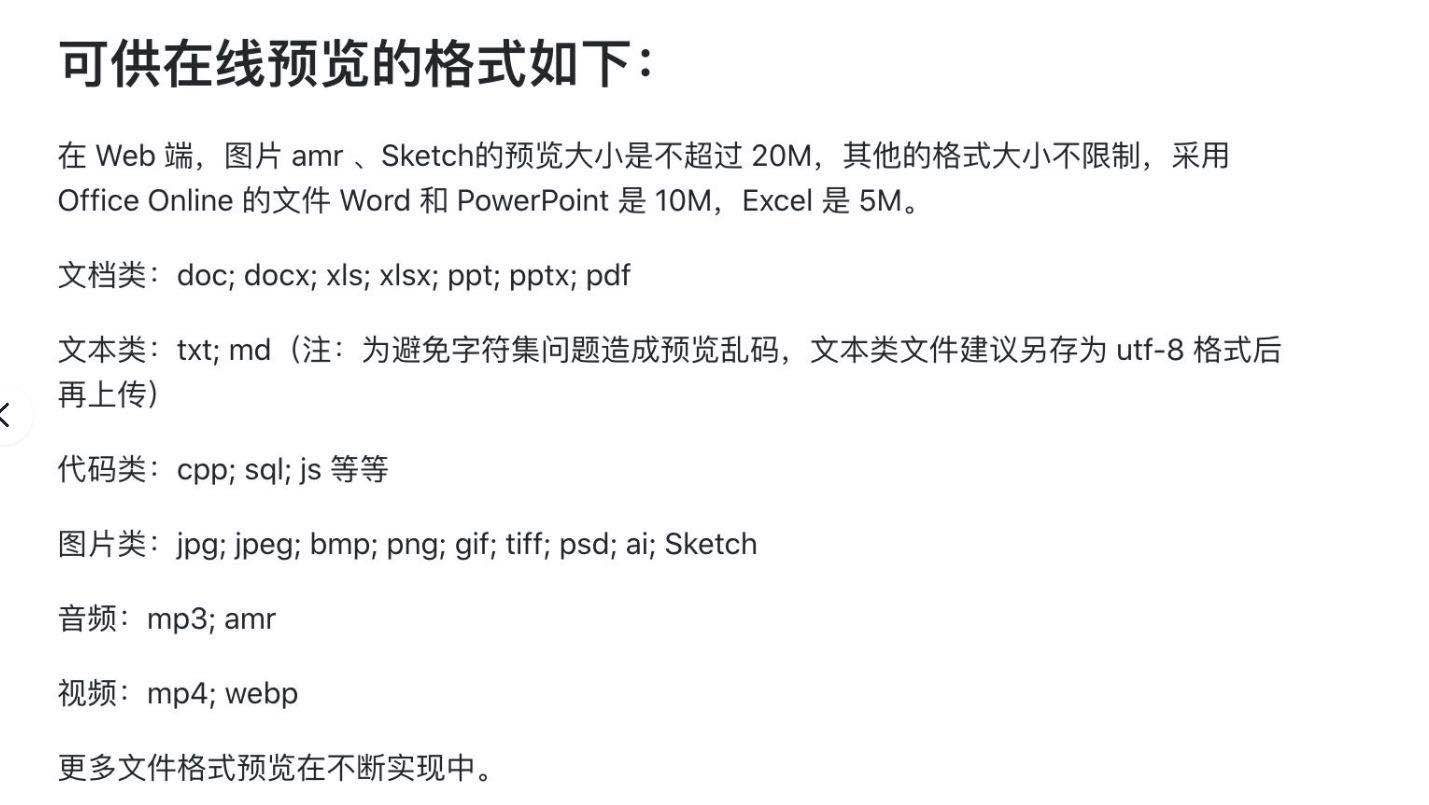 可供在线预览的格式如下：
在 Web 端，图片 amr 、Sketch的预览大小是不超过 20M，其他的格式大小不限制，采用
Office Online 的文件 Word 和 PowerPoint 是 10M，Excel 是 5M。
文档类：doc; docx; xls; xlsx; ppt; pptx; pdf
文本类：txt; md（注：为避免字符集问题造成预览乱码，文本类文件建议另存为 utf-8 格式后
再上传）
代码类：cpp; sql; js 等等
图片类：jpg; jpeg; bmp; png; gif; tiff; psd; ai; Sketch
音频：mp3; amr
视频：mp4; webp
更多文件格式预览在不断实现中。